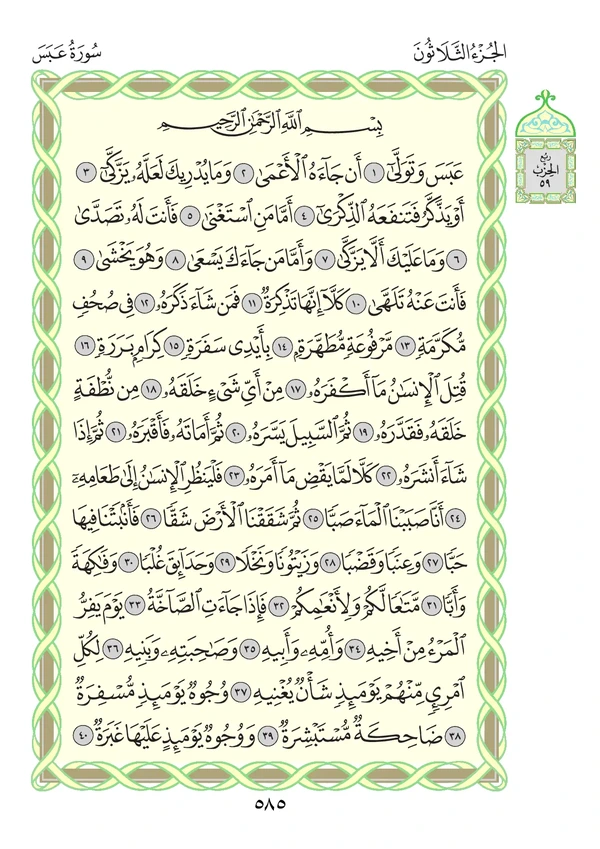 سُورَةُ عَبَسَ
الجُزْءُ الثَّلَاثُونَ
ربع
الحِزْب
٥٩
بِسْمِ ٱللَّهِ ٱلرَّحْمَٰنِ ٱلرَّحِيمِ
عَبَسَ وَتَوَلَّىٰٓ ١ أَن جَآءَهُ ٱلْأَعْمَىٰ ٢ وَمَا يُدْرِيكَ لَعَلَّهُۥ يَزَّكَّىٰٓ ٣
أَوْ يَذَّكَّرُ فَتَنفَعَهُ ٱلذِّكْرَىٰٓ ٤ أَمَّا مَنِ ٱسْتَغْنَىٰ ٥ فَأَنتَ لَهُۥ تَصَدَّىٰ
٦ وَمَا عَلَيْكَ أَلَّا يَزَّكَّىٰ ٧ وَأَمَّا مَن جَآءَكَ يَسْعَىٰ ٨ وَهُوَ يَخْشَىٰ ٩
فَأَنتَ عَنْهُ تَلَهَّىٰ ١٠ كَلَّآ إِنَّهَا تَذْكِرَةٌ ١١ فَمَن شَآءَ ذَكَرَهُۥ ١٢ فِى صُحُفٍ
مُّكَرَّمَةٍ ١٣ مَّرْفُوعَةٍ مُّطَهَّرَةٍۭ ١٤ بِأَيْدِى سَفَرَةٍ ١٥ كِرَامٍۭ بَرَرَةٍ ١٦
قُتِلَ ٱلْإِنسَٰنُ مَآ أَكْفَرَهُۥ ١٧ مِنْ أَىِّ شَىْءٍ خَلَقَهُۥ ١٨ مِن نُّطْفَةٍ
خَلَقَهُۥ فَقَدَّرَهُۥ ١٩ ثُمَّ ٱلسَّبِيلَ يَسَّرَهُۥ ٢٠ ثُمَّ أَمَاتَهُۥ فَأَقْبَرَهُۥ ٢١ ثُمَّ إِذَا
شَآءَ أَنشَرَهُۥ ٢٢ كَلَّا لَمَّا يَقْضِ مَآ أَمَرَهُۥ ٢٣ فَلْيَنظُرِ ٱلْإِنسَٰنُ إِلَىٰ طَعَامِهِۦٓ
٢٤ أَنَّا صَبَبْنَا ٱلْمَآءَ صَبًّا ٢٥ ثُمَّ شَقَقْنَا ٱلْأَرْضَ شَقًّا ٢٦ فَأَنۢبَتْنَا فِيهَا
حَبًّا ٢٧ وَعِنَبًا وَقَضْبًا ٢٨ وَزَيْتُونًا وَنَخْلًا ٢٩ وَحَدَآئِقَ غُلْبًا ٣٠ وَفَٰكِهَةً
وَأَبًّا ٣١ مَّتَٰعًا لَّكُمْ وَلِأَنْعَٰمِكُمْ ٣٢ فَإِذَا جَآءَتِ ٱلصَّآخَّةُ ٣٣ يَوْمَ يَفِرُّ
ٱلْمَرْءُ مِنْ أَخِيهِ ٣٤ وَأُمِّهِۦ وَأَبِيهِ ٣٥ وَصَٰحِبَتِهِۦ وَبَنِيهِ ٣٦ لِكُلِّ
ٱمْرِئٍ مِّنْهُمْ يَوْمَئِذٍ شَأْنٌ يُغْنِيهِ ٣٧ وُجُوهٌ يَوْمَئِذٍ مُّسْفِرَةٌ
٣٨ ضَاحِكَةٌ مُّسْتَبْشِرَةٌ ٣٩ وَوُجُوهٌ يَوْمَئِذٍ عَلَيْهَا غَبَرَةٌ ٤٠
٥٨٥